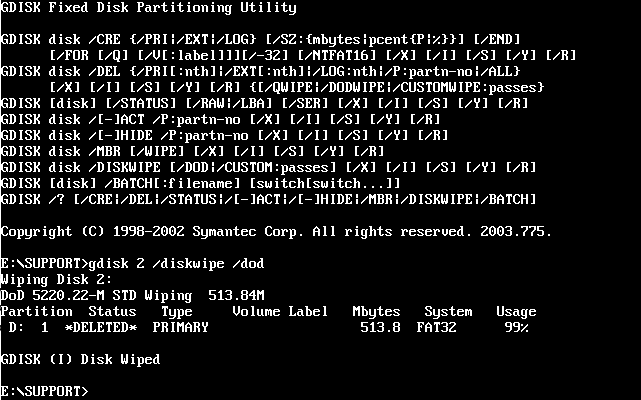 GDISK Fixed Disk Partitioning Utility
GDISK disk /CRE {/PRI¦/EXT¦/LOG} [/SZ:{mbytes¦pcent{P¦%}}] [/END]
[/FOR [/Q] [/V[:label]]][/-32] [/NTFAT16] [/X] [/I] [/S] [/Y] [/R]
GDISK disk /DEL {/PRI[:nth]¦/EXT[:nth]¦/LOG:nth¦/P:partn-no¦/ALL}
[/X] [/I] [/S] [/Y] [/R] {[/QWIPE¦/DODWIPE¦/CUSTOMWIPE:passes}
GDISK [disk] [/STATUS] [/RAW¦/LBA] [/SER] [/X] [/I] [/S] [/Y] [/R]
GDISK disk /[-]ACT /P:partn-no [/X] [/I] [/S] [/Y] [/R]
GDISK disk /[-]HIDE /P:partn-no [/X] [/I] [/S] [/Y] [/R]
GDISK disk /MBR [/WIPE] [/X] [/I] [/S] [/Y] [/R]
GDISK disk /DISKWIPE [/DOD¦/CUSTOM:passes] [/X] [/I] [/S] [/Y] [/R]
GDISK [disk] /BATCH[:filename] [switch[switch...]]
GDISK /? [/CRE¦/DEL¦/STATUS¦/[-]ACT¦/[-]HIDE¦/MBR¦/DISKWIPE¦/BATCH]
Copyright (C) 1998-2002 Symantec Corp. All rights reserved. 2003.775.
E:\SUPPORT>gdisk 2 /diskwipe /dod
Wiping Disk 2:
DoD 5220.22-M STD Wiping  513.84M
Partition  Status   Type     Volume Label   Mbytes   System   Usage
D:  1  *DELETED*  PRIMARY                  513.8  FAT32     99%
GDISK (I) Disk Wiped
E:\SUPPORT>